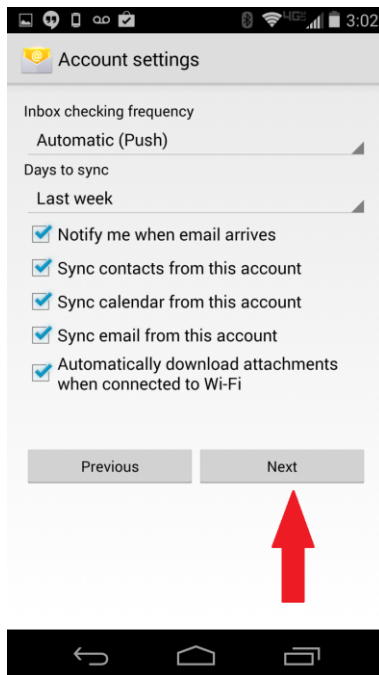 4G 3:02
Account settings
Inbox checking frequency
Automatic (Push)
Days to sync
Last week
Notify me when email arrives
Sync contacts from this account
Sync calendar from this account
Sync email from this account
Automatically download attachments
when connected to Wi-Fi
Previous Next